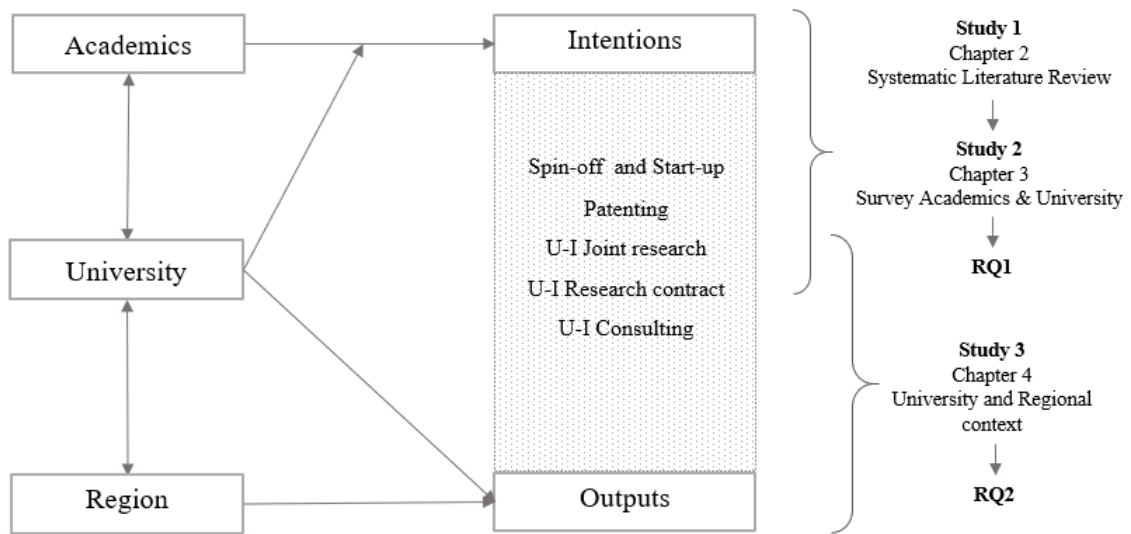 Academics
University
Region
Intentions
Spin-off and Start-up
Patenting
U-I Joint research
U-I Research contract
U-I Consulting
Outputs
Study 1
Chapter 2
Systematic Literature Review
Study 2
Chapter 3
Survey Academics & University
RQ1
Study 3
Chapter 4
University and Regional
context
RQ2